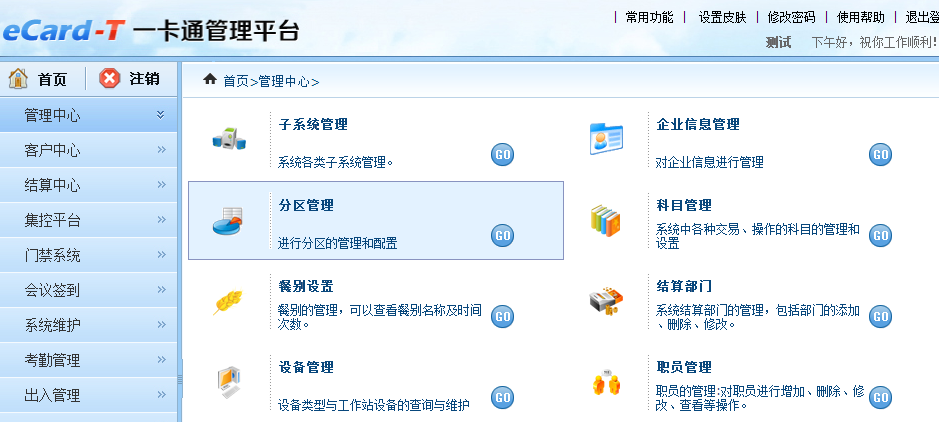 eCard -T 一卡通管理平台
常用功能 设置皮肤 修改密码 使用帮助 退出登
测试 下午好，祝你工作顺利!
首页 注销
首页>管理中心>
管理中心
客户中心
结算中心
集控平台
门禁系统
会议签到
系统维护
考勤管理
出入管理
子系统管理
系统各类子系统管理。
GO
企业信息管理
对企业信息进行管理
GO
分区管理
进行分区的管理和配置
GO
科目管理
系统中各种交易、操作的科目的管理和
设置
GO
餐别设置
餐别的管理，可以查看餐别名称及时间
次数。
GO
结算部门
系统结算部门的管理，包括部门的添加
、删除、修改。
GO
设备管理
设备类型与工作站设备的查询与维护
GO
职员管理
职员的管理:对职员进行增加、删除、修
改、查看等操作。
GO